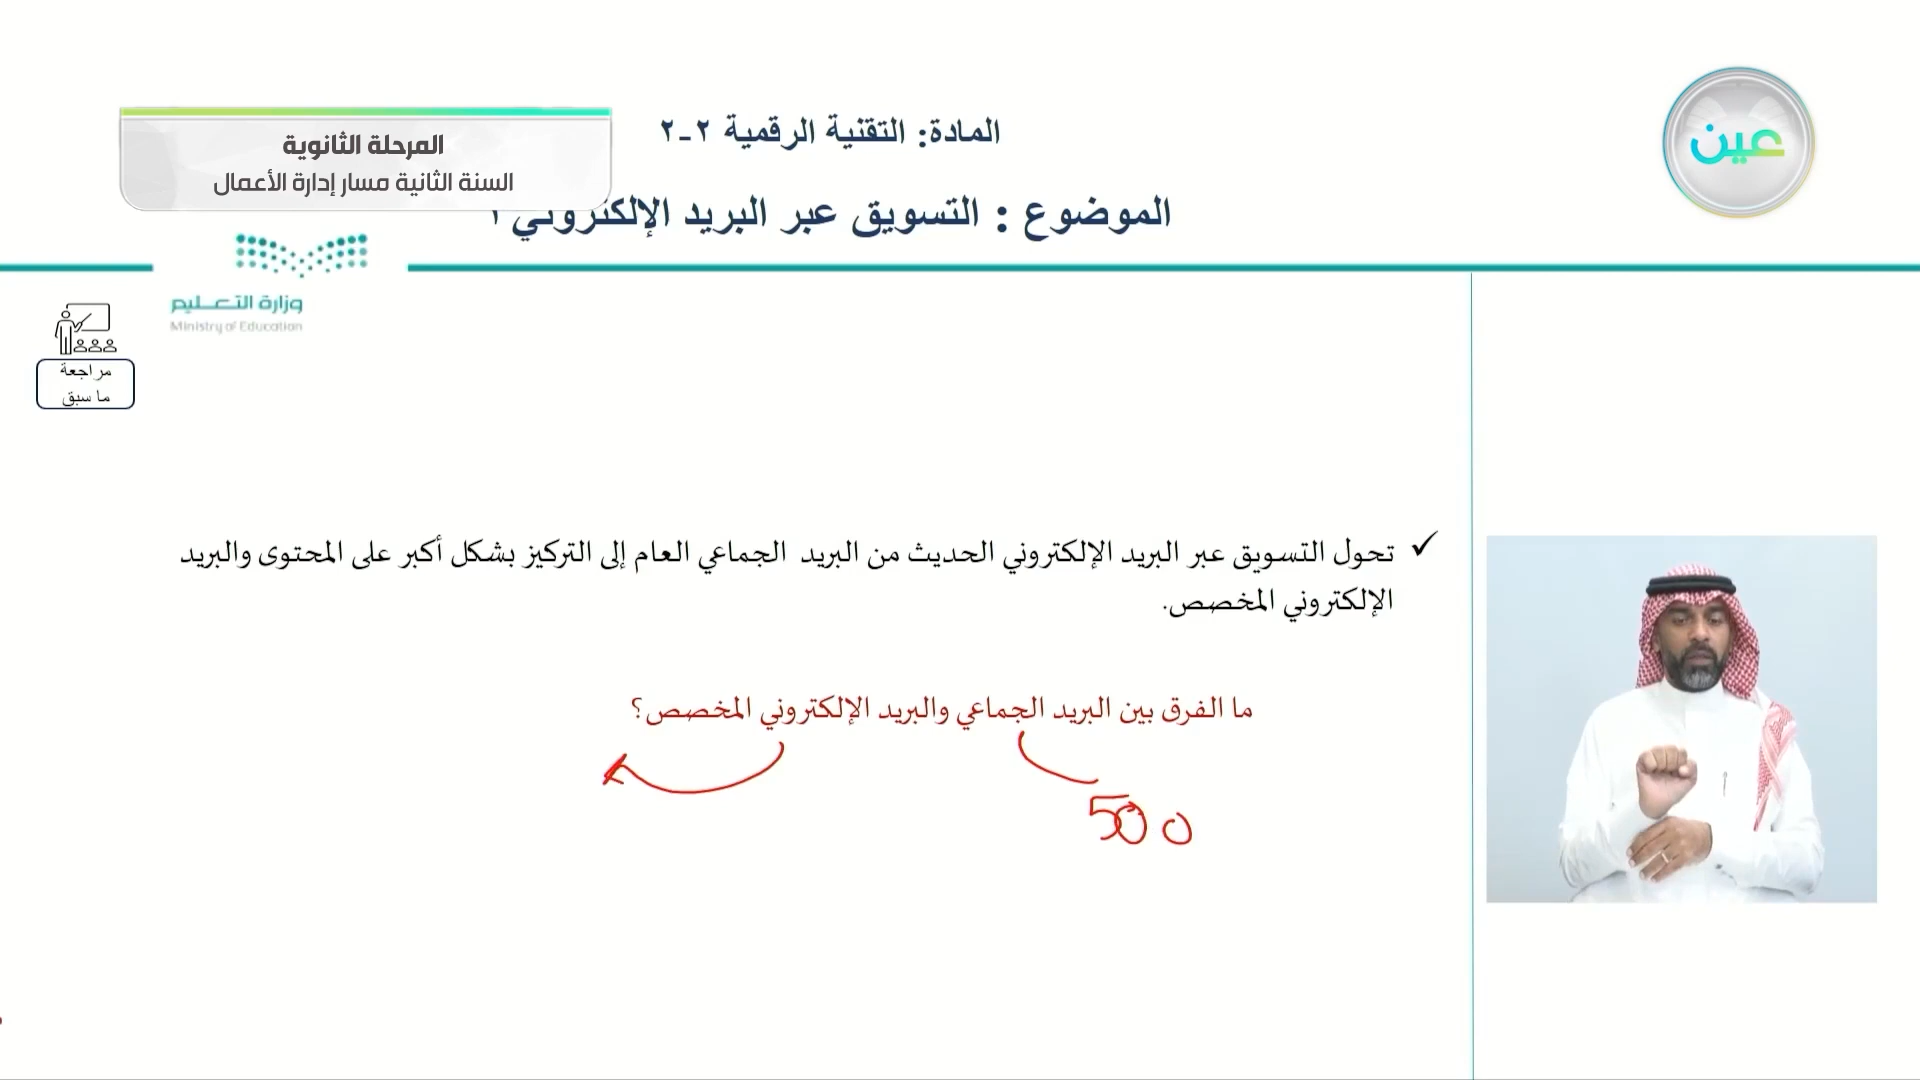 المرحلة الثانوية
السنة الثانية مسار إدارة الأعمال
المادة: التقنية الرقمية ٢-٢
الموضوع : التسويق عبر البريد الإلكتروني ١
عين
وزارة التعليم
Ministry of Education
مراجعة
ما سبق
✓ تحول التسويق عبر البريد الإلكتروني الحديث من البريد الجماعي العام إلى التركيز بشكل أكبر على المحتوى والبريد
الإلكتروني المخصص.
ما الفرق بين البريد الجماعي والبريد الإلكتروني المخصص؟
500